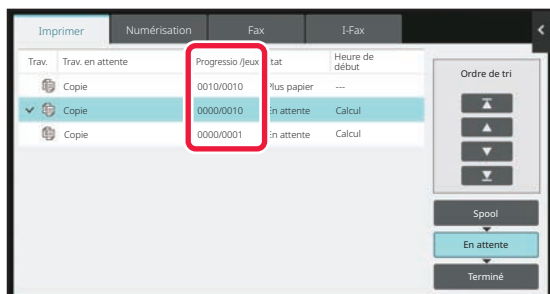 Imprimer Numérisation Fax I-Fax
Trav. Trav. en attente Progressio /Jeux tat Heure de début
Copie 0010/0010 Plus papier ---
Copie 0000/0010 En attente Calcul
Copie 0000/0001 En attente Calcul
Ordre de tri
Spool
En attente
Terminé